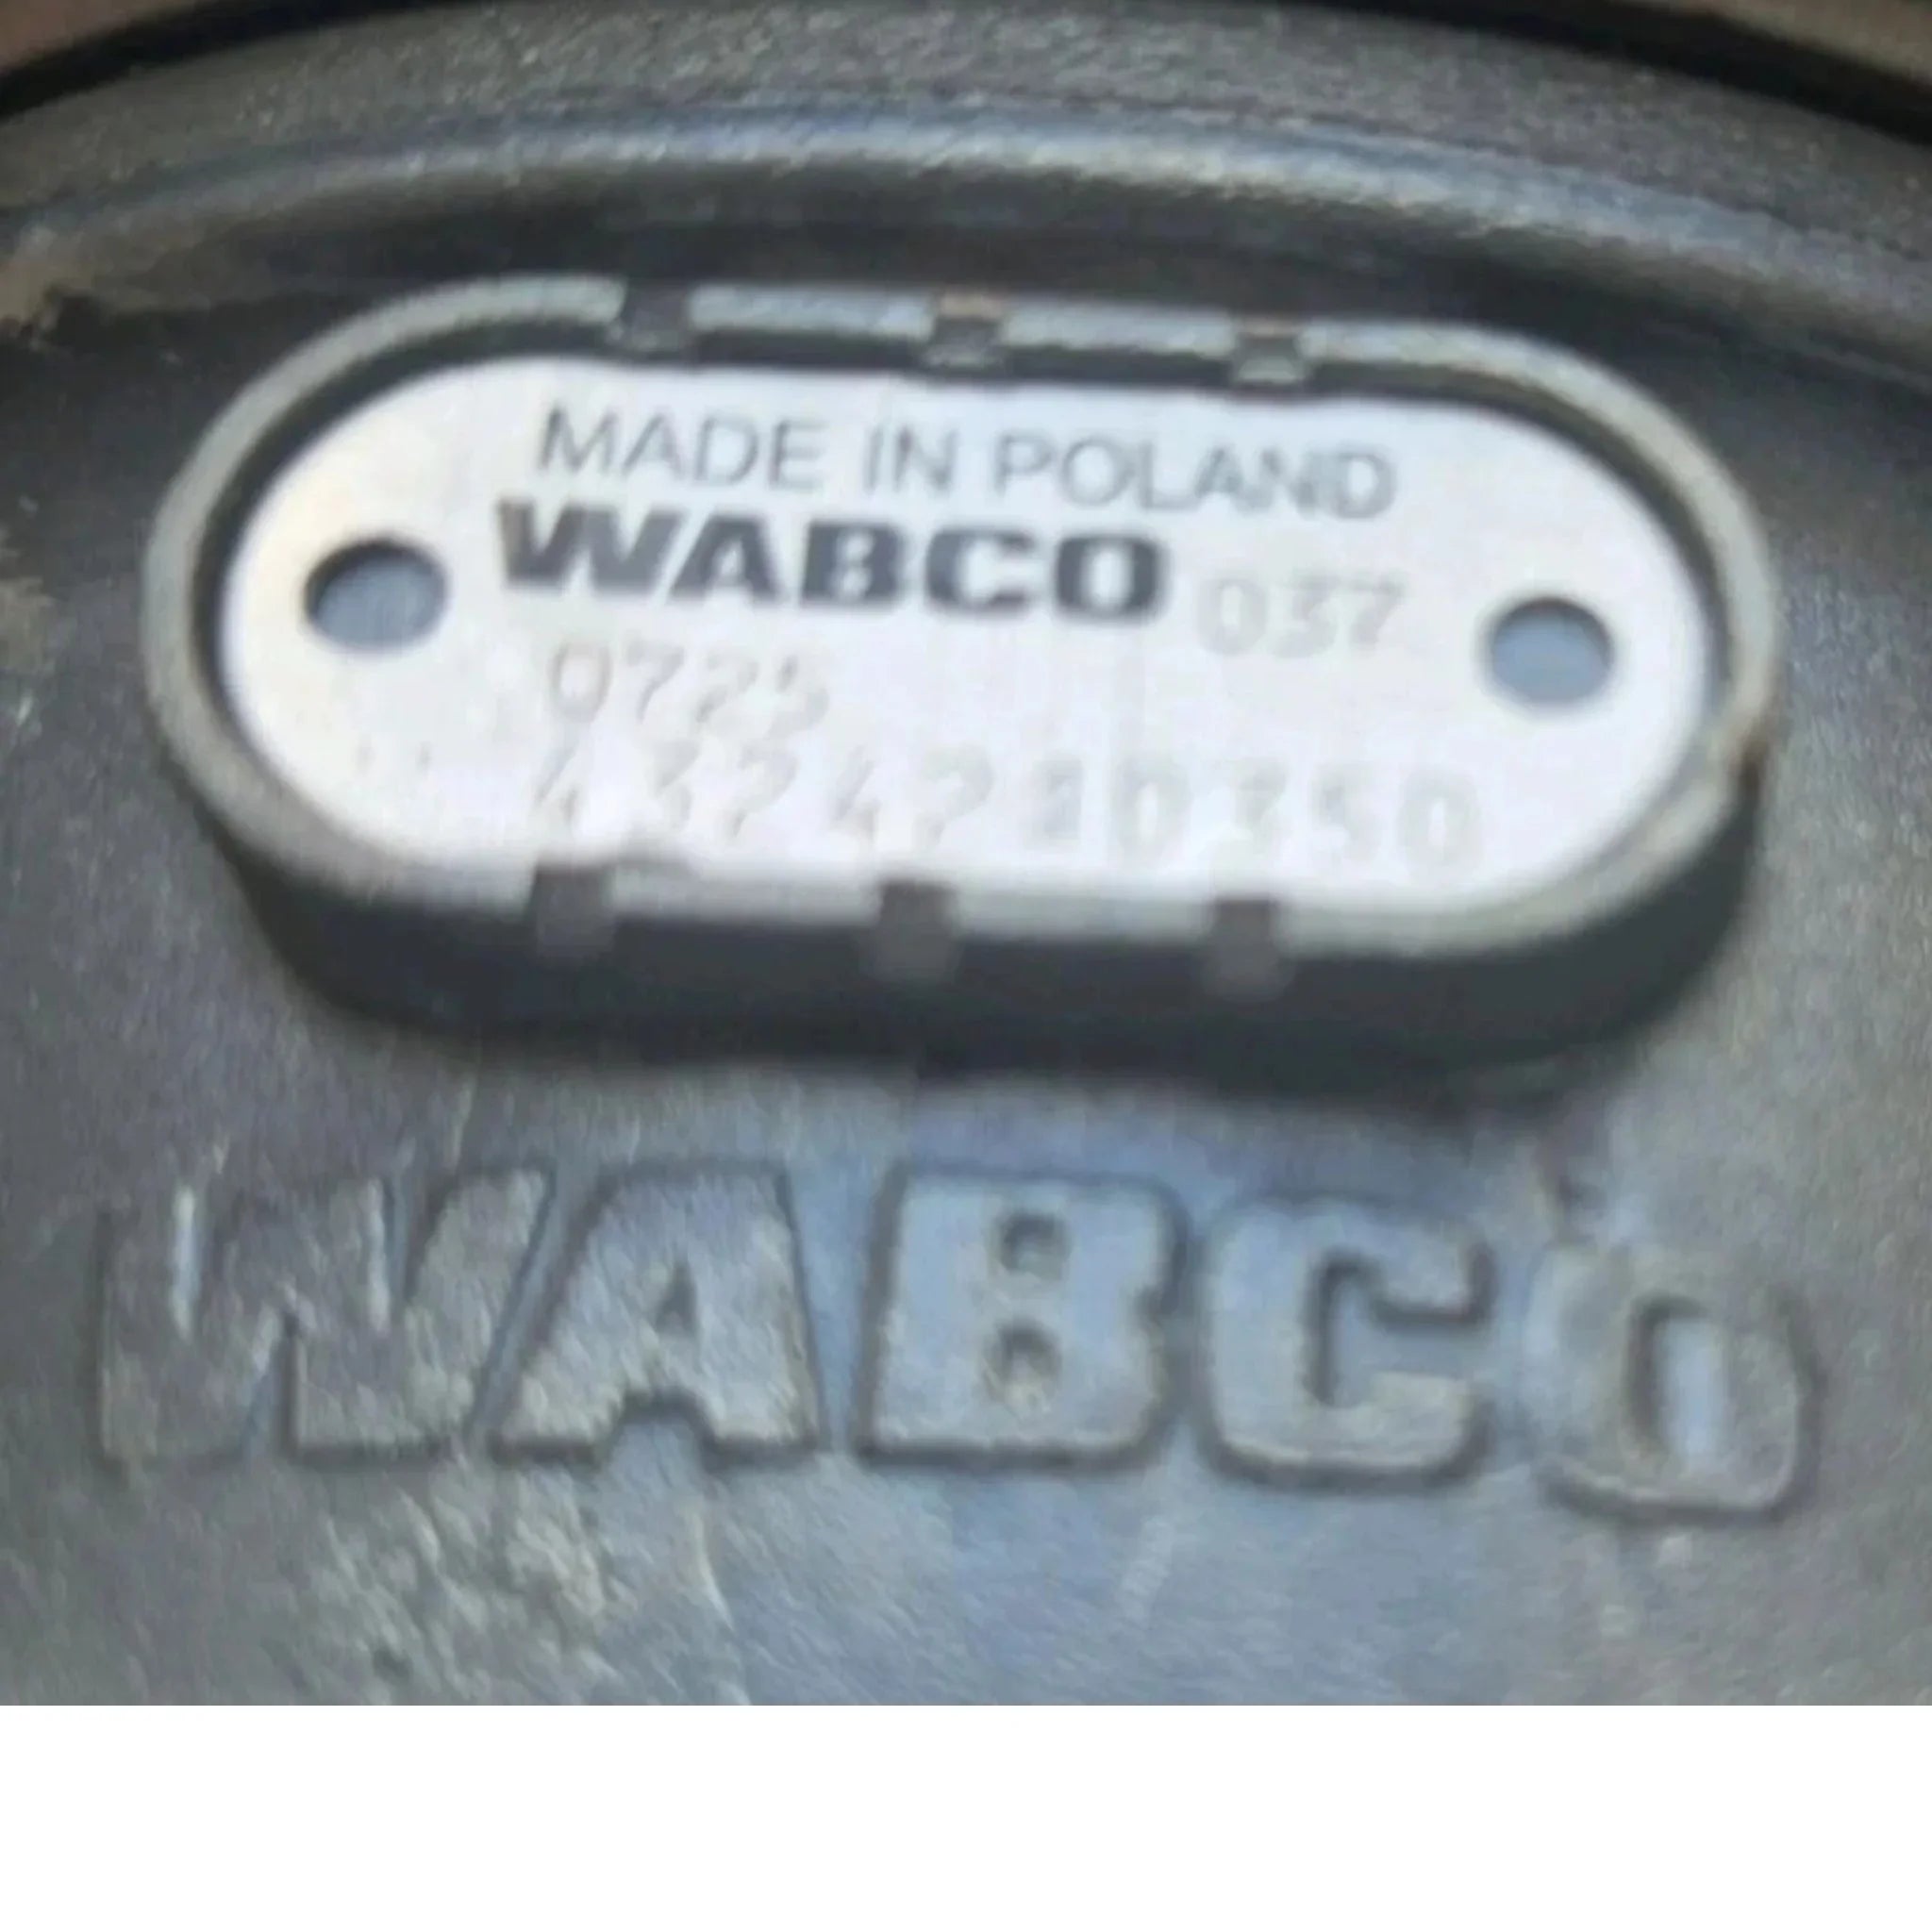 MADE IN POLAND
WABCO 037
0725
4324210350
WABCO